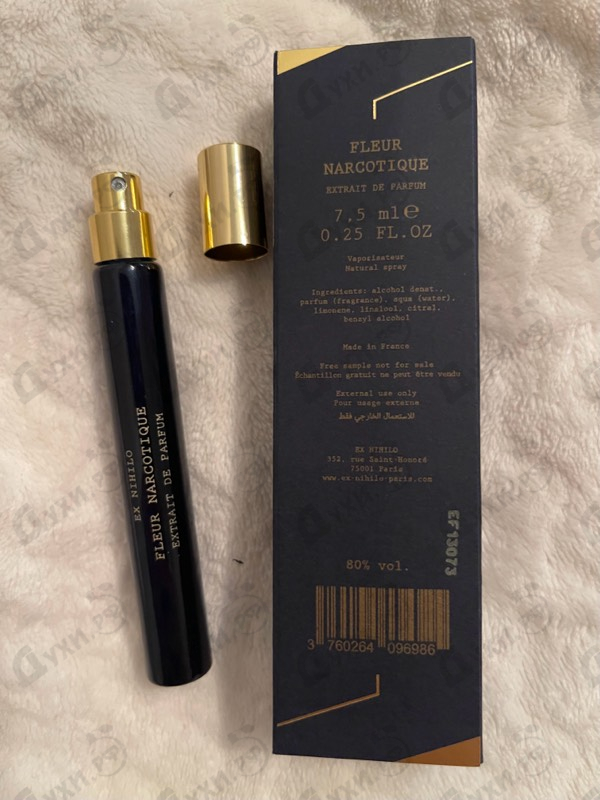 FLEUR
NARCOTIQUE
EXTRAIT DE PARFUM
7,5 ml℮
0.25 FL.OZ
Vaporisateur
Natural spray
Ingredients: alcohol denat.,
parfum (fragrance), aqua (water),
limonene, linalool, citral,
benzyl alcohol
Made in France
Free sample not for sale
Échantillon gratuit ne peut être vendu
External use only
Pour usage externe
للاستعمال الخارجي فقط
EX NIHILO
352, rue Saint-Honoré
75001 Paris
www.ex-nihilo-paris.com
EF13073
80% vol.
3 760264 096986
EX NIHILO
FLEUR NARCOTIQUE
EXTRAIT DE PARFUM